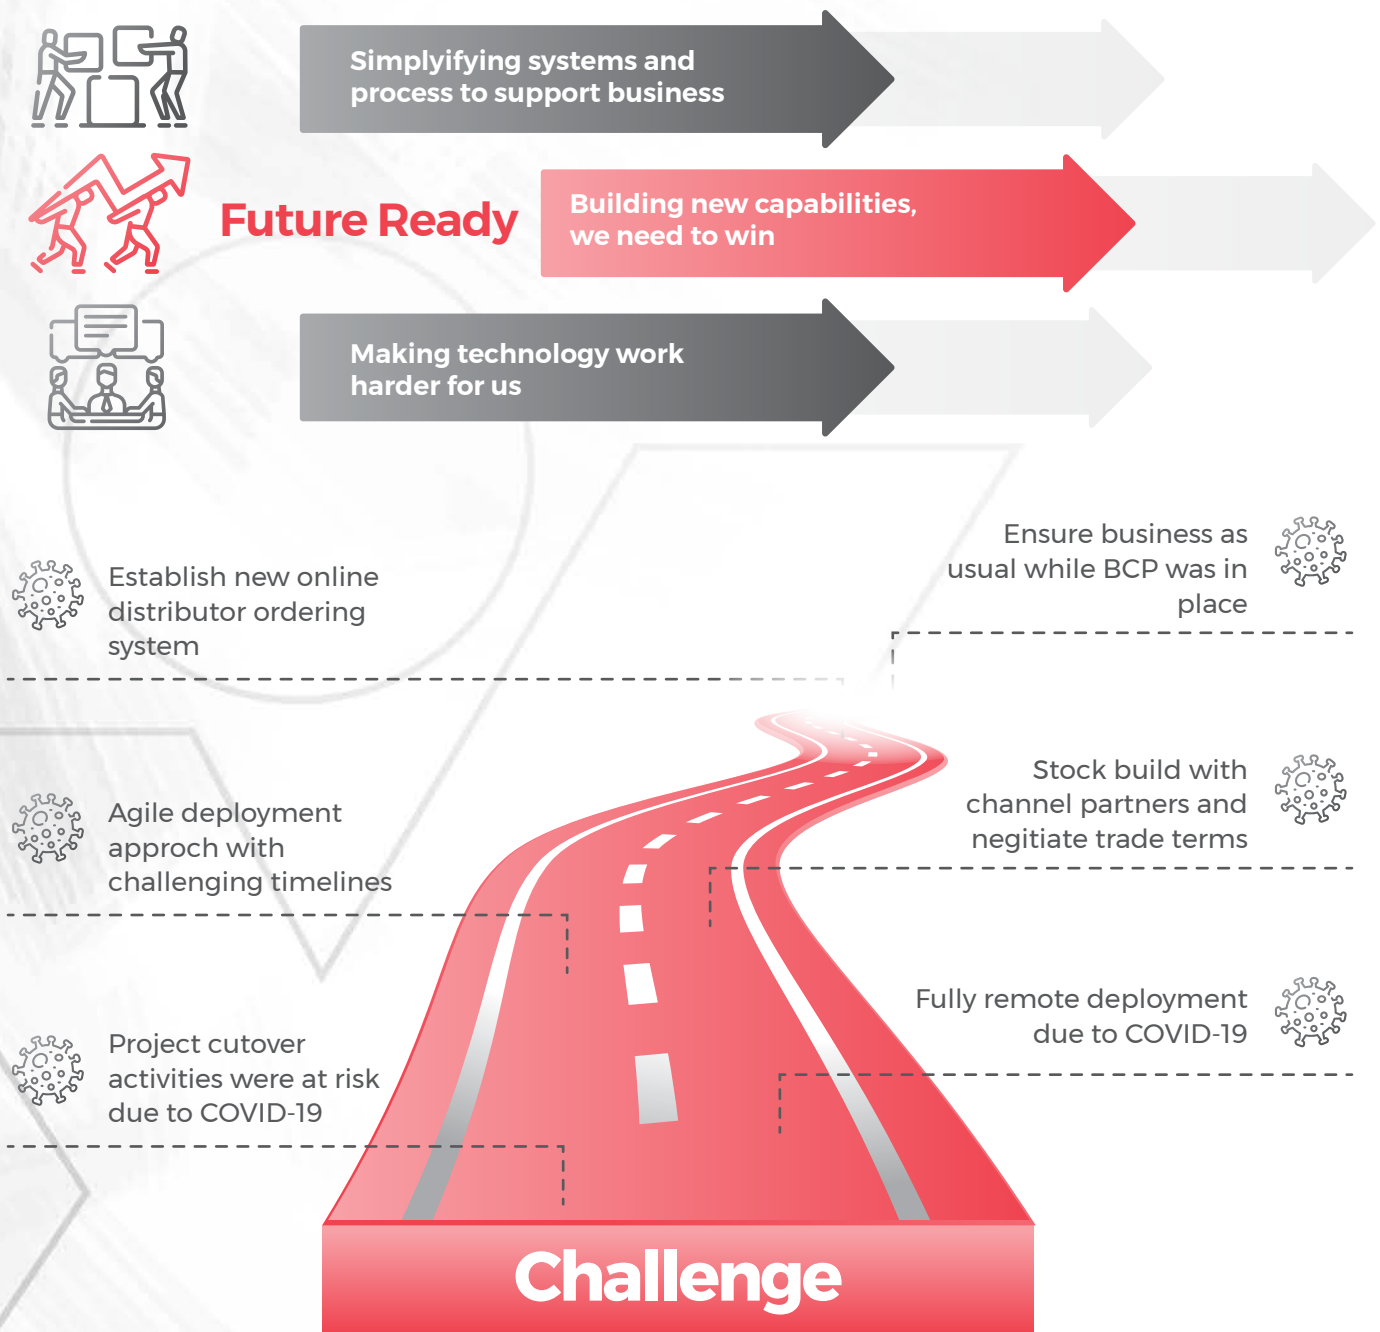 Simplyifying systems and
process to support business
Future Ready
Building new capabilities,
we need to win
Making technology work
harder for us
Establish new online
distributor ordering
system
Ensure business as
usual while BCP was in
place
Agile deployment
approch with
challenging timelines
Stock build with
channel partners and
negitiate trade terms
Project cutover
activities were at risk
due to COVID-19
Fully remote deployment
due to COVID-19
Challenge